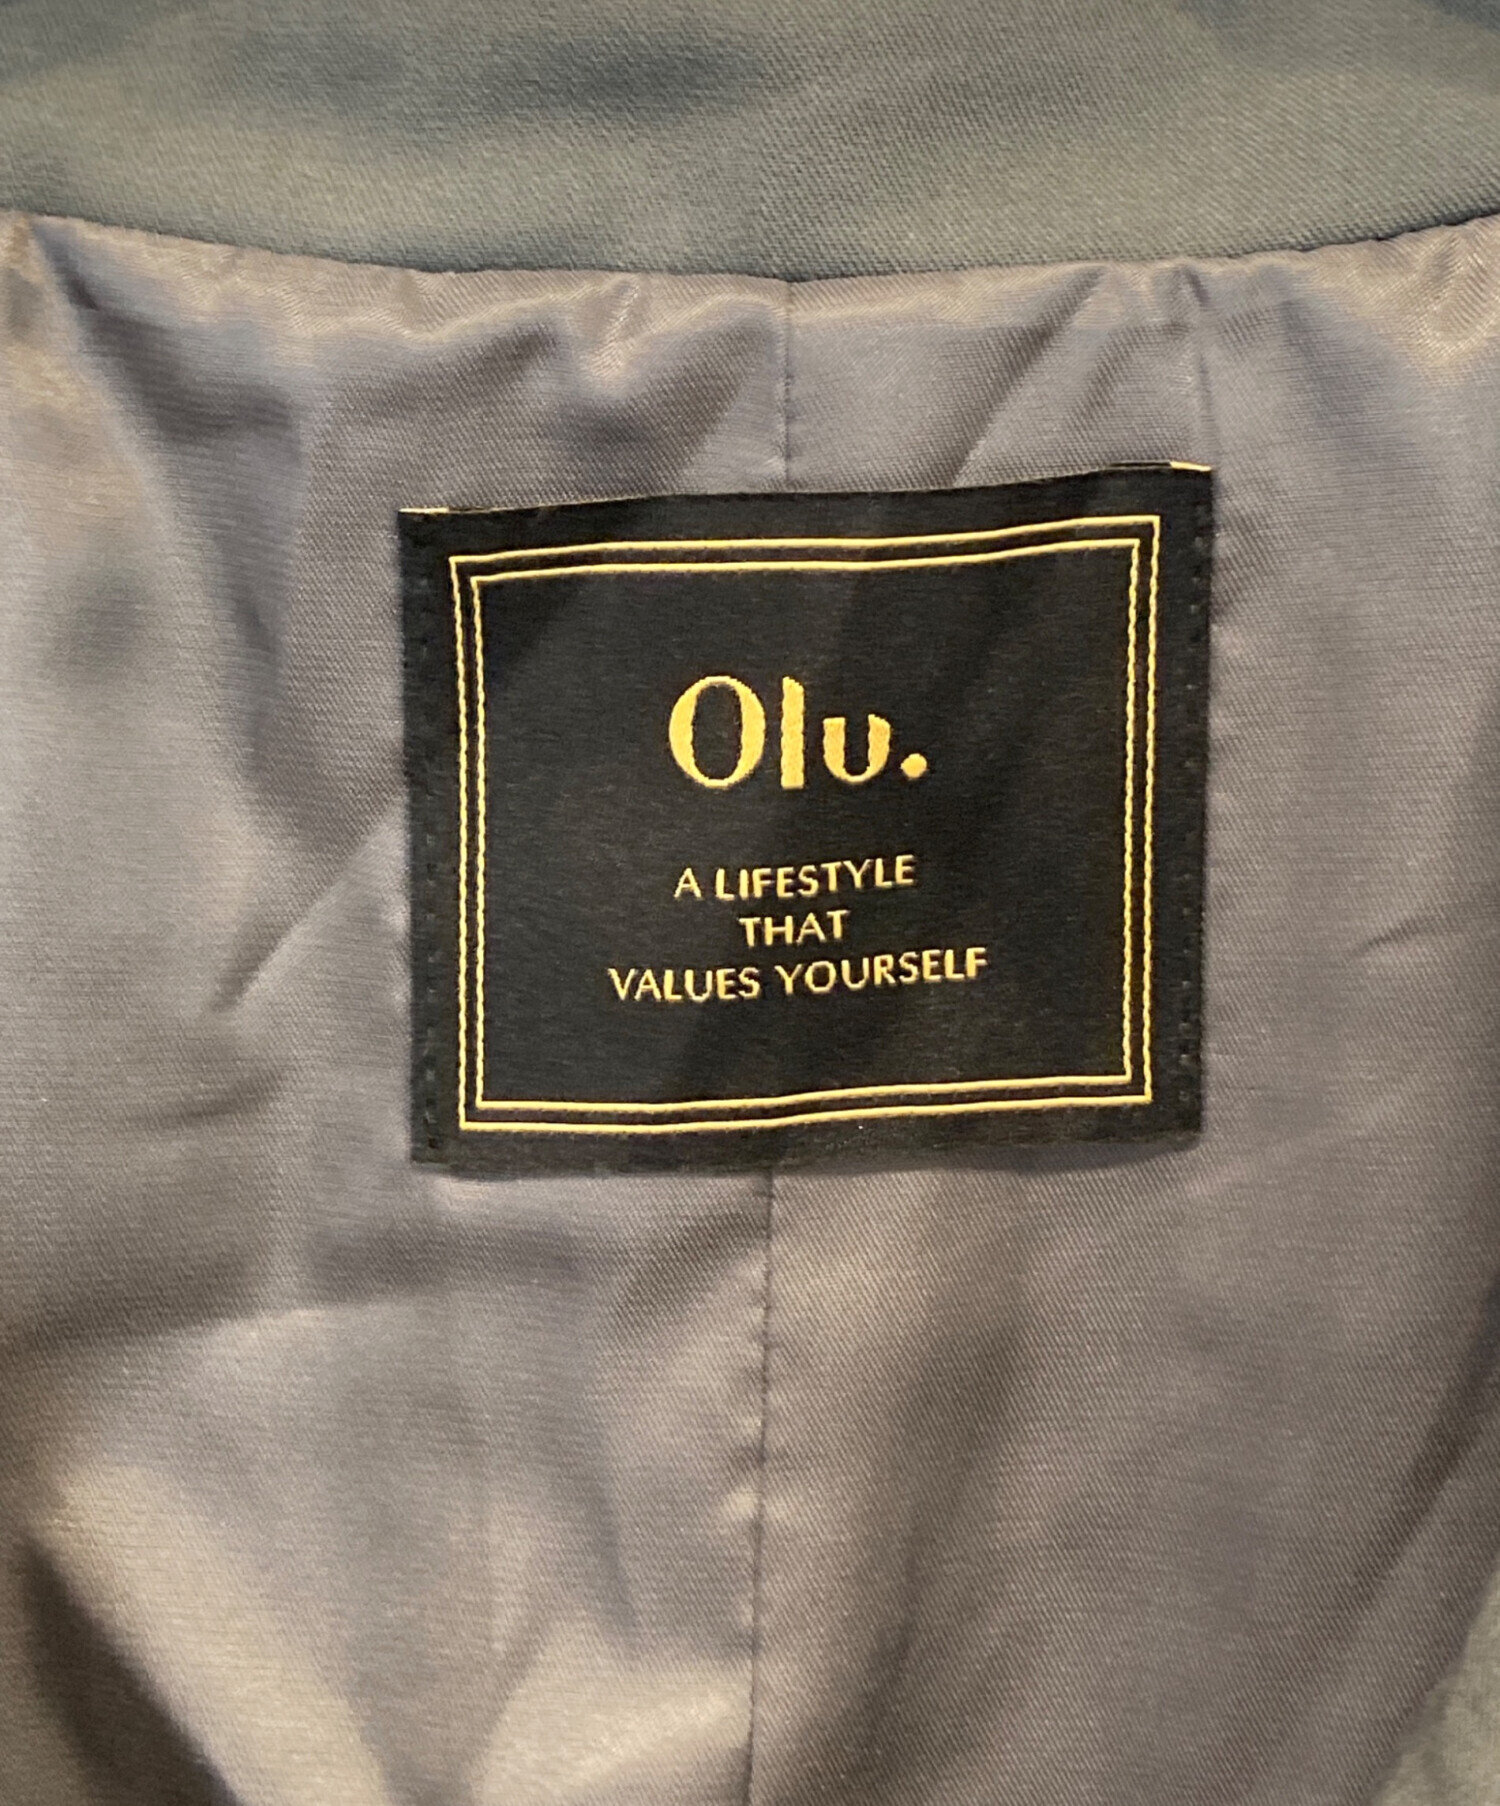 Olu.
A LIFESTYLE
THAT
VALUES YOURSELF